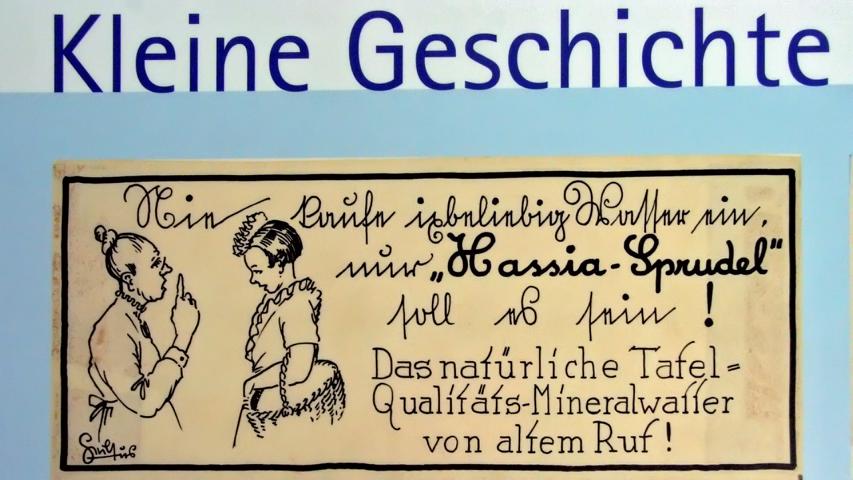 Kleine Geschichte
Nie kaufe ixbeliebig Wasser ein,
nur „Hassia-Sprudel“
soll es sein!
Das natürliche Tafel=
Qualitäts-Mineralwasser
von altem Ruf!